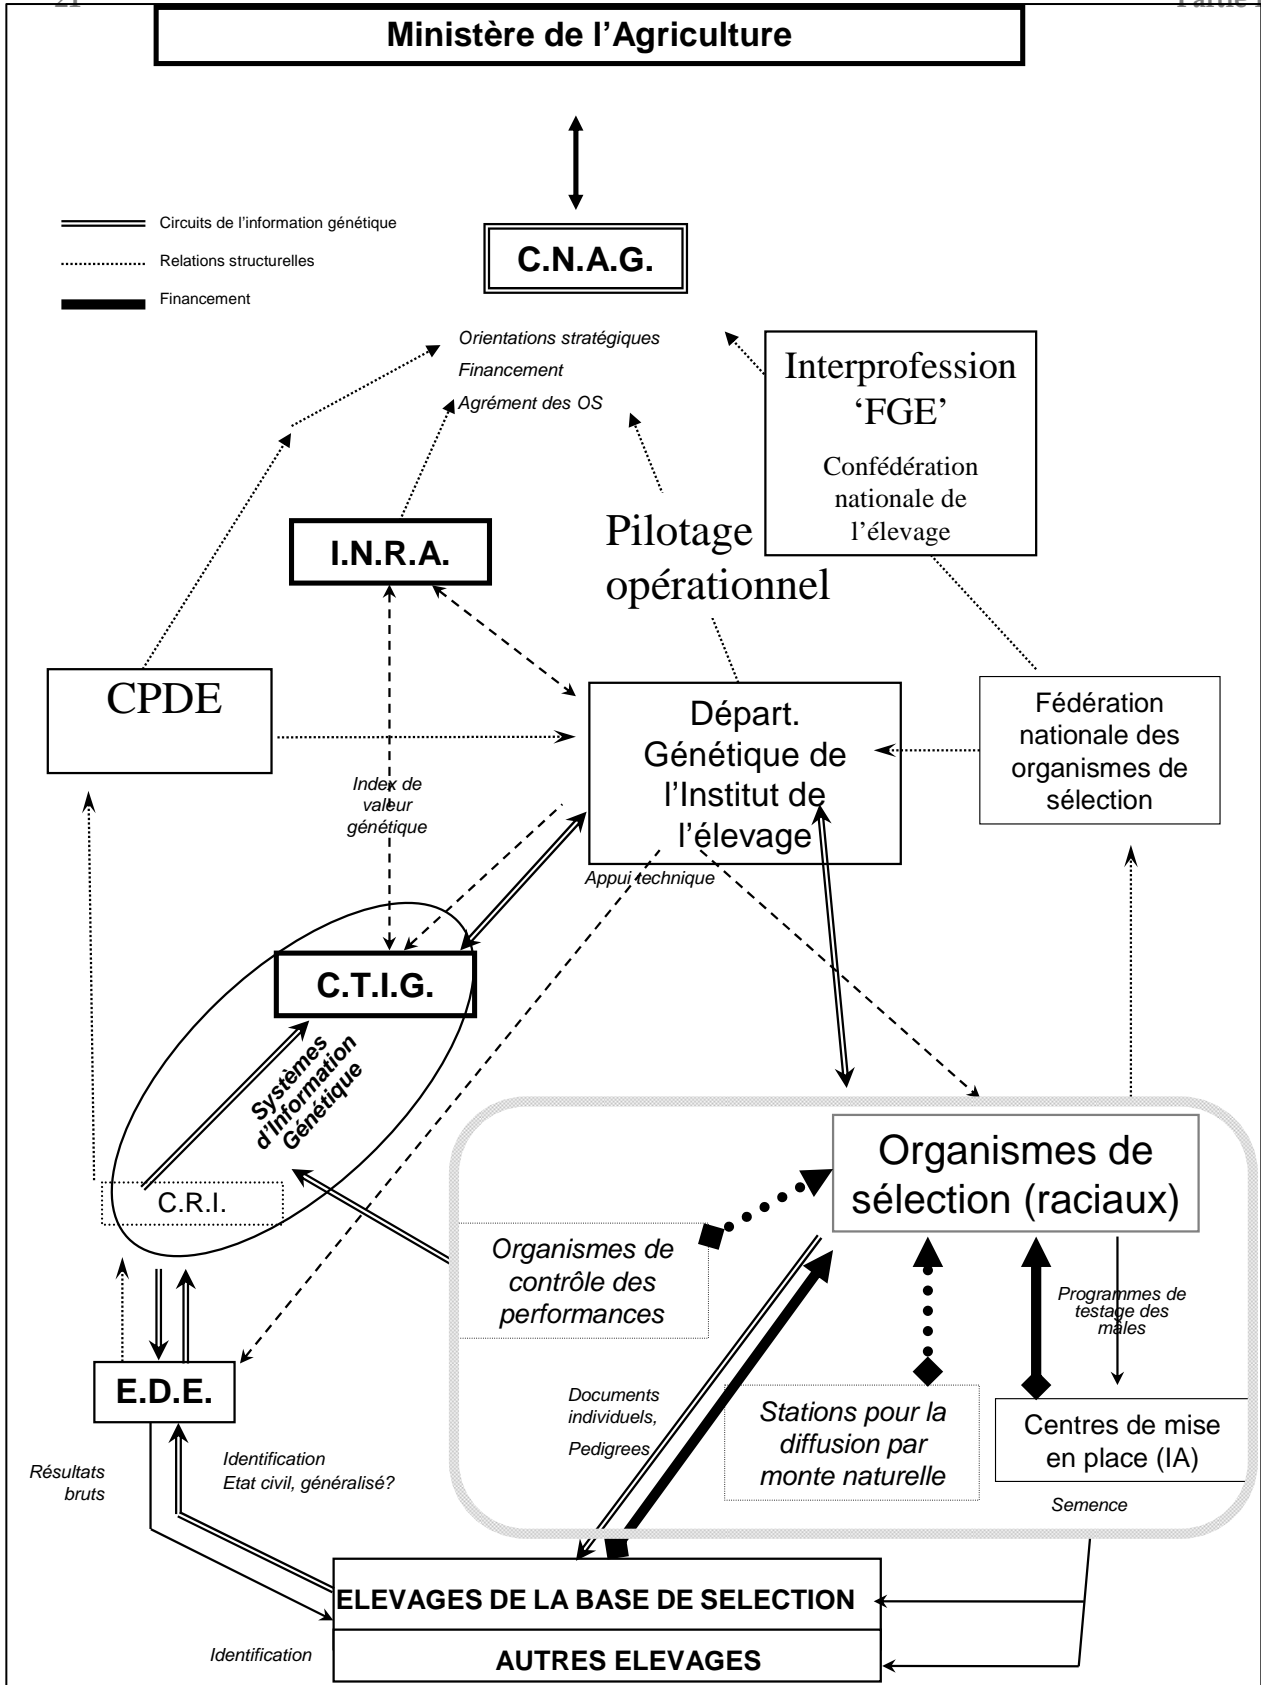 21
Partie I
Ministère de l’Agriculture
Circuits de l’information génétique
Relations structurelles
Financement
C.N.A.G.
Orientations stratégiques
Financement
Agrément des OS
Interprofession
‘FGE’
Confédération
nationale de
l’élevage
I.N.R.A.
Pilotage
opérationnel
CPDE
Départ.
Génétique de
l’Institut de
l’élevage
Fédération
nationale des
organismes de
sélection
Index de
valeur
génétique
Appui technique
C.T.I.G.
Systèmes
d’Information
Génétique
C.R.I.
Organismes de
sélection (raciaux)
Organismes de
contrôle des
performances
Programmes de
testage des
mâles
E.D.E.
Documents
individuels,
Pedigrees
Stations pour la
diffusion par
monte naturelle
Centres de mise
en place (IA)
Résultats
bruts
Identification
Etat civil, généralisé?
Semence
ELEVAGES DE LA BASE DE SELECTION
Identification
AUTRES ELEVAGES